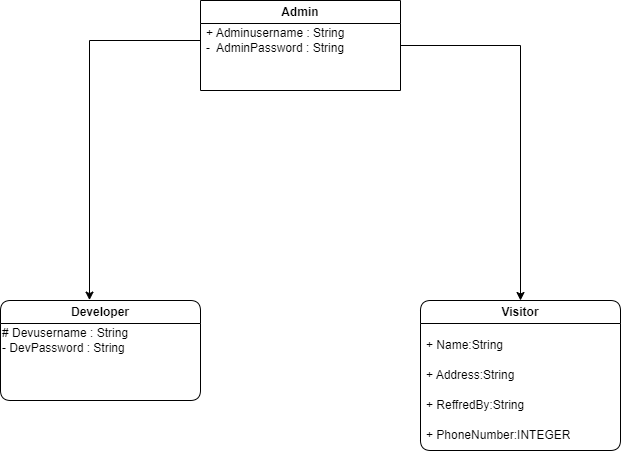 Admin
+ Adminusername : String
- AdminPassword : String
Developer
# Devusername : String
- DevPassword : String
Visitor
+ Name:String
+ Address:String
+ ReffredBy:String
+ PhoneNumber:INTEGER